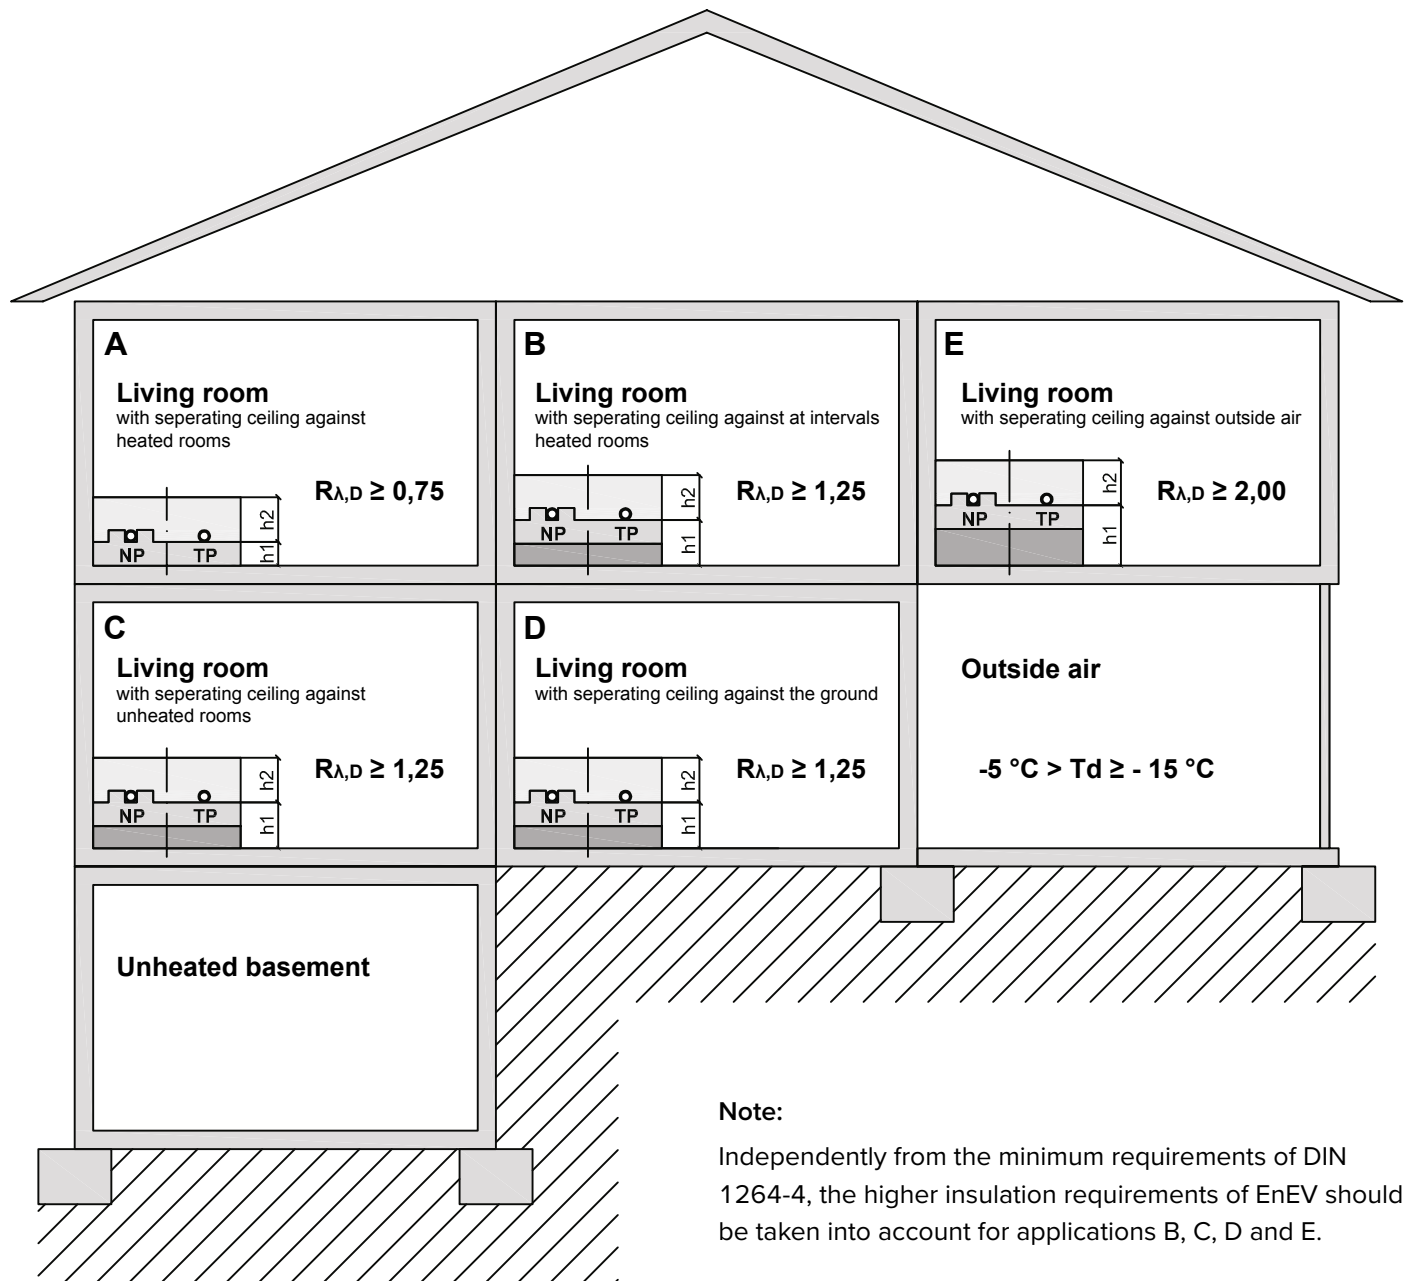 A
Living room
with seperating ceiling against
heated rooms
Rλ,D ≥ 0,75
h2
h1
NP
TP
B
Living room
with seperating ceiling against at intervals
heated rooms
Rλ,D ≥ 1,25
h2
h1
NP
TP
E
Living room
with seperating ceiling against outside air
Rλ,D ≥ 2,00
h2
h1
NP
TP
C
Living room
with seperating ceiling against
unheated rooms
Rλ,D ≥ 1,25
h2
h1
NP
TP
D
Living room
with seperating ceiling against the ground
Rλ,D ≥ 1,25
h2
h1
NP
TP
Outside air
-5 °C > Td ≥ - 15 °C
Unheated basement
Note:
Independently from the minimum requirements of DIN
1264-4, the higher insulation requirements of EnEV should
be taken into account for applications B, C, D and E.